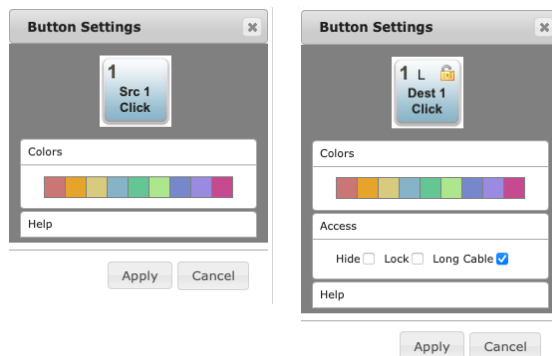 Button Settings
1
Src 1
Click
Colors
Help
Apply Cancel
Button Settings
1 L
Dest 1
Click
Colors
Access
Hide Lock Long Cable
Help
Apply Cancel